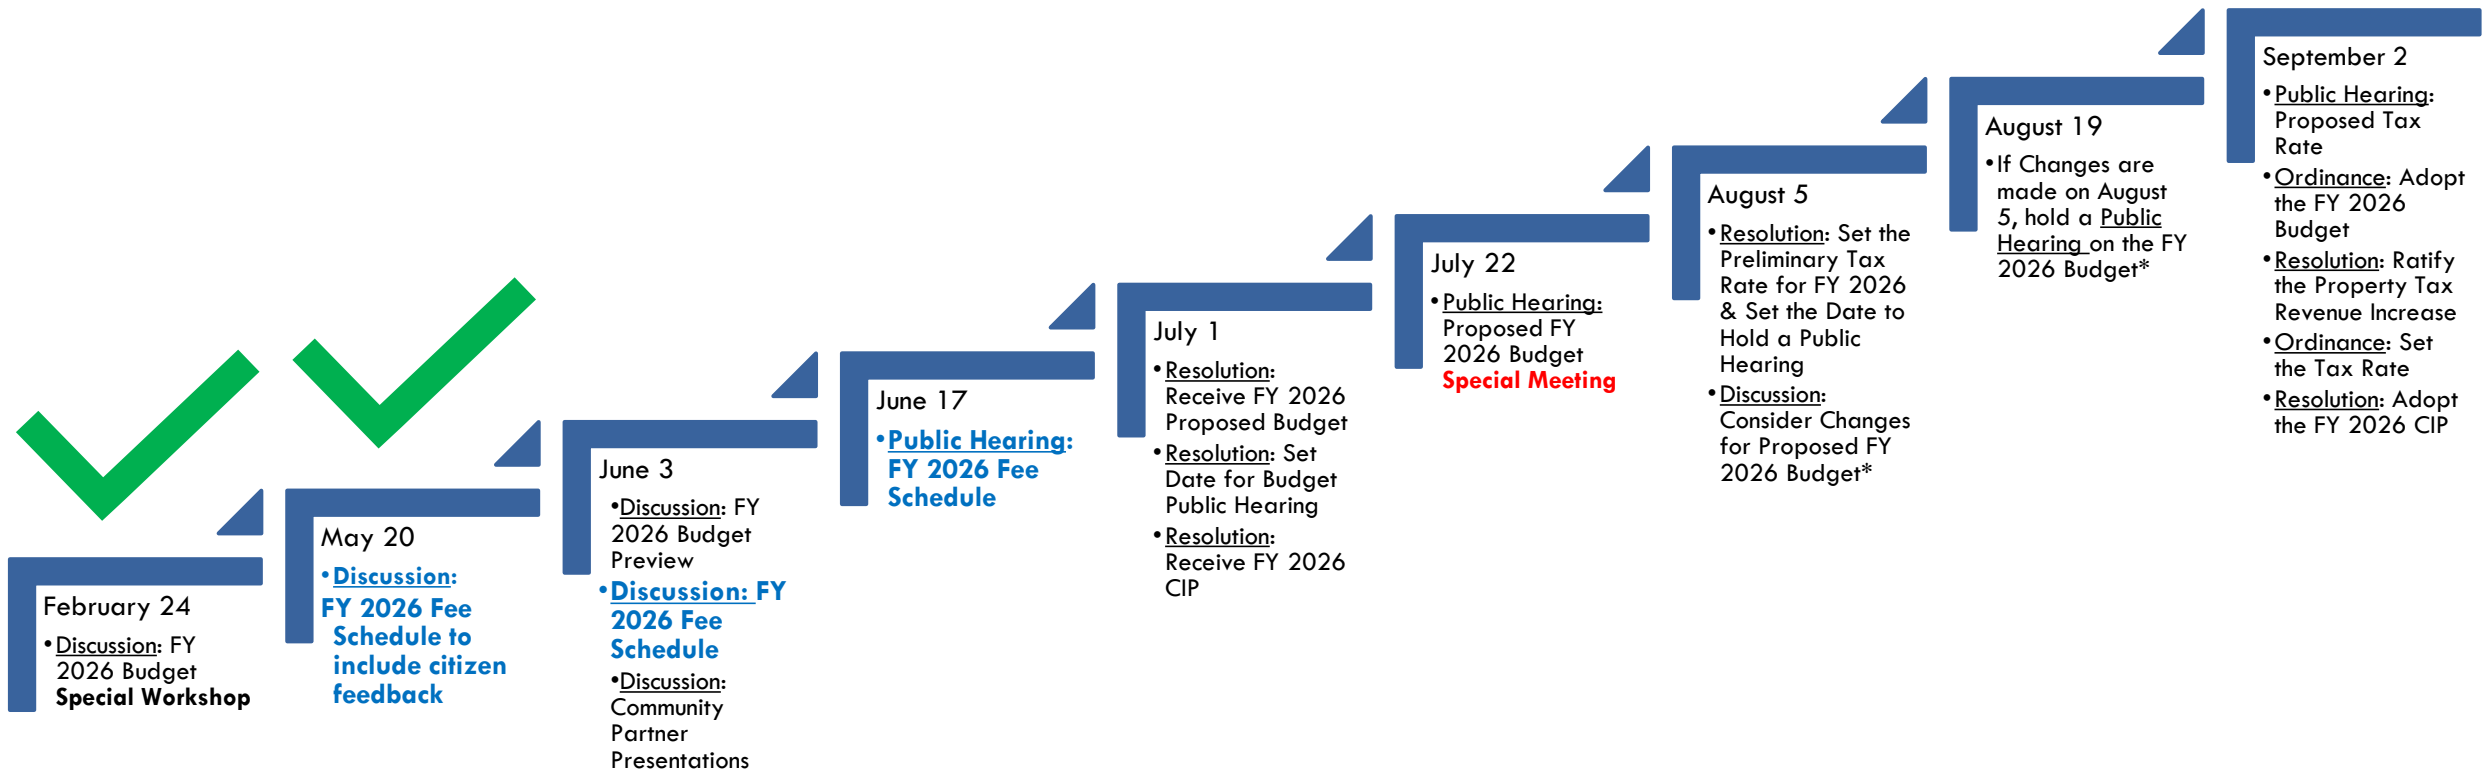 February 24
•Discussion: FY
2026 Budget
Special Workshop
May 20
•Discussion:
FY 2026 Fee
Schedule to
include citizen
feedback
June 3
•Discussion: FY
2026 Budget
Preview
•Discussion: FY
2026 Fee
Schedule
•Discussion:
Community
Partner
Presentations
June 17
•Public Hearing:
FY 2026 Fee
Schedule
July 1
•Resolution:
Receive FY 2026
Proposed Budget
•Resolution: Set
Date for Budget
Public Hearing
•Resolution:
Receive FY 2026
CIP
July 22
•Public Hearing:
Proposed FY
2026 Budget
Special Meeting
August 5
•Resolution: Set the
Preliminary Tax
Rate for FY 2026
& Set the Date to
Hold a Public
Hearing
•Discussion:
Consider Changes
for Proposed FY
2026 Budget*
August 19
•If Changes are
made on August
5, hold a Public
Hearing on the FY
2026 Budget*
September 2
•Public Hearing:
Proposed Tax
Rate
•Ordinance: Adopt
the FY 2026
Budget
•Resolution: Ratify
the Property Tax
Revenue Increase
•Ordinance: Set
the Tax Rate
•Resolution: Adopt
the FY 2026 CIP